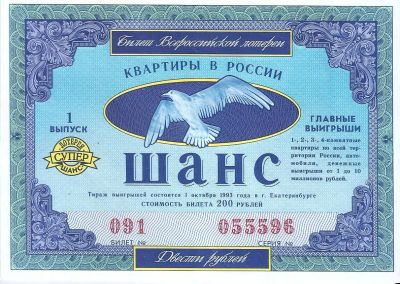 Билет Всероссийской лотереи
КВАРТИРЫ В РОССИИ
1
ВЫПУСК
ЛОТЕРЕЯ
СУПЕР
ШАНС
ГЛАВНЫЕ
ВЫИГРЫШИ
1-, 2-, 3-, 4-комнатные
квартиры по всей тер-
ритории России, авто-
мобили, денежные
выигрыши от 1 до 10
миллионов рублей.
ШАНС
Тираж выигрышей состоится 1 октября 1993 года в г. Екатеринбурге
СТОИМОСТЬ БИЛЕТА 200 РУБЛЕЙ
091 055596
БИЛЕТ № СЕРИЯ №
Двести рублей